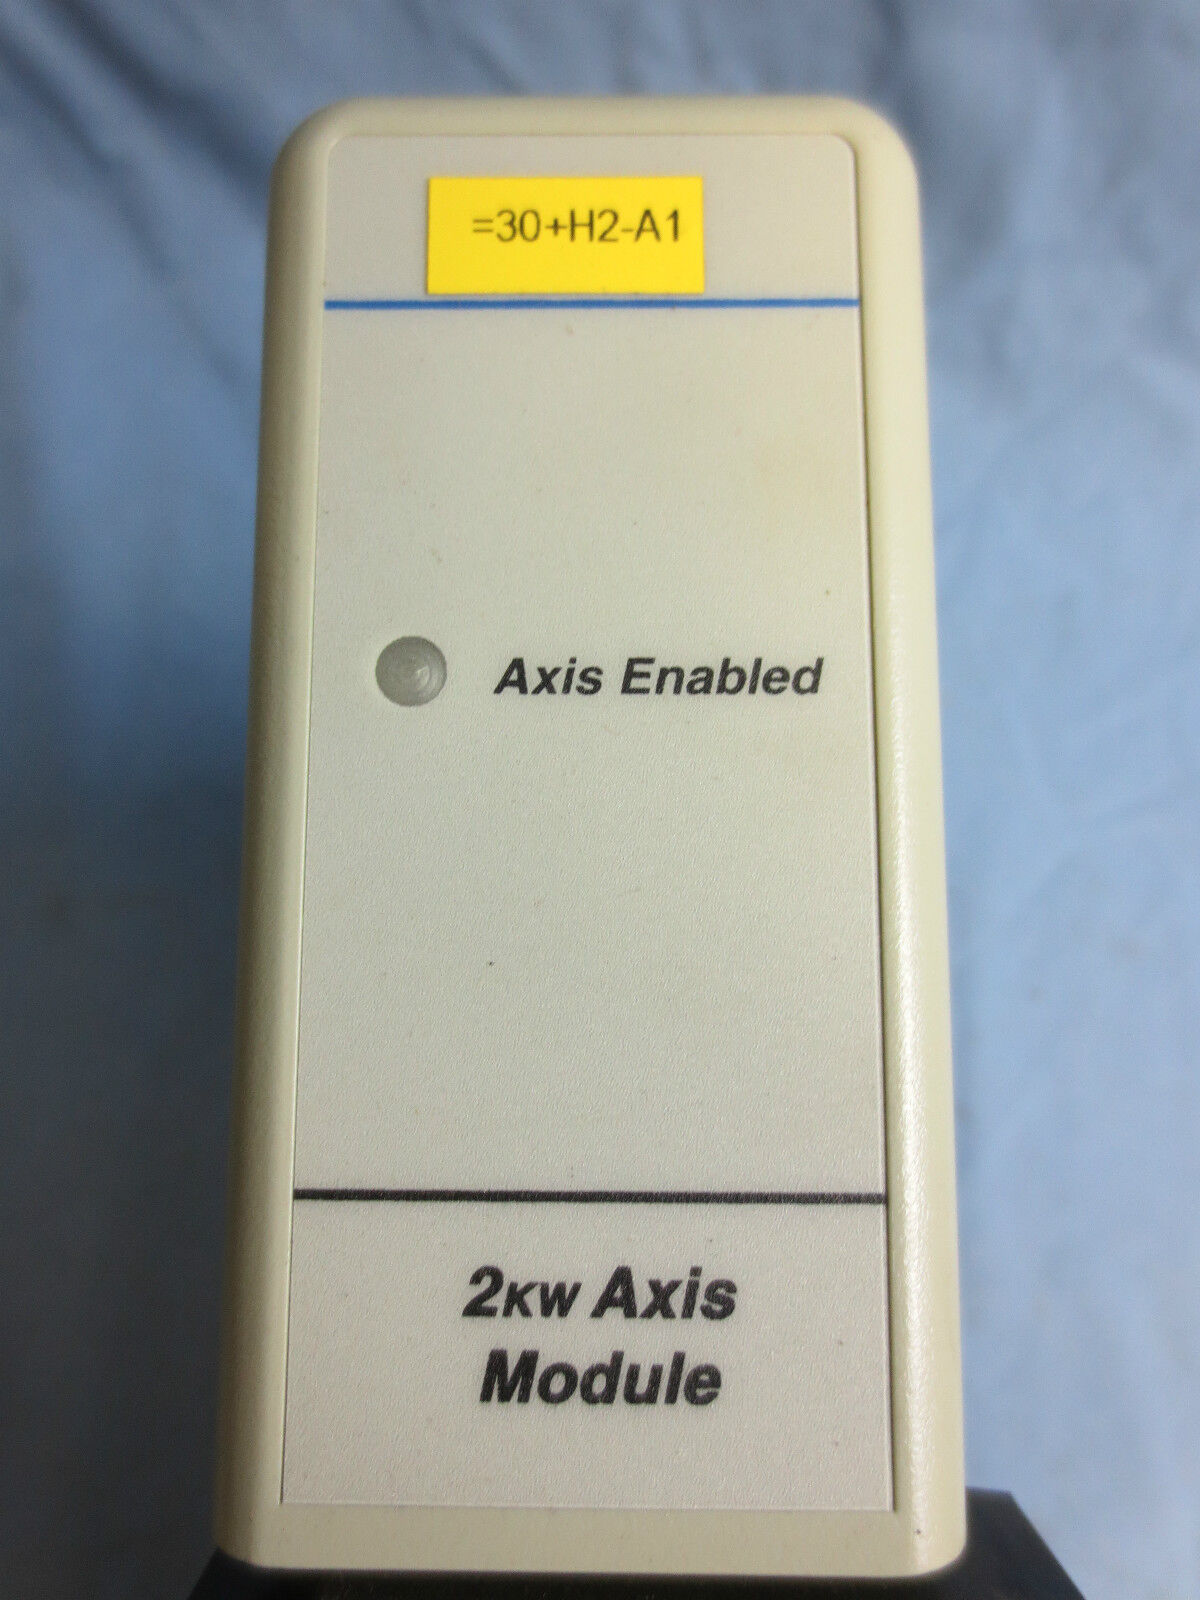 =30+H2-A1
Axis Enabled
2KW Axis
Module